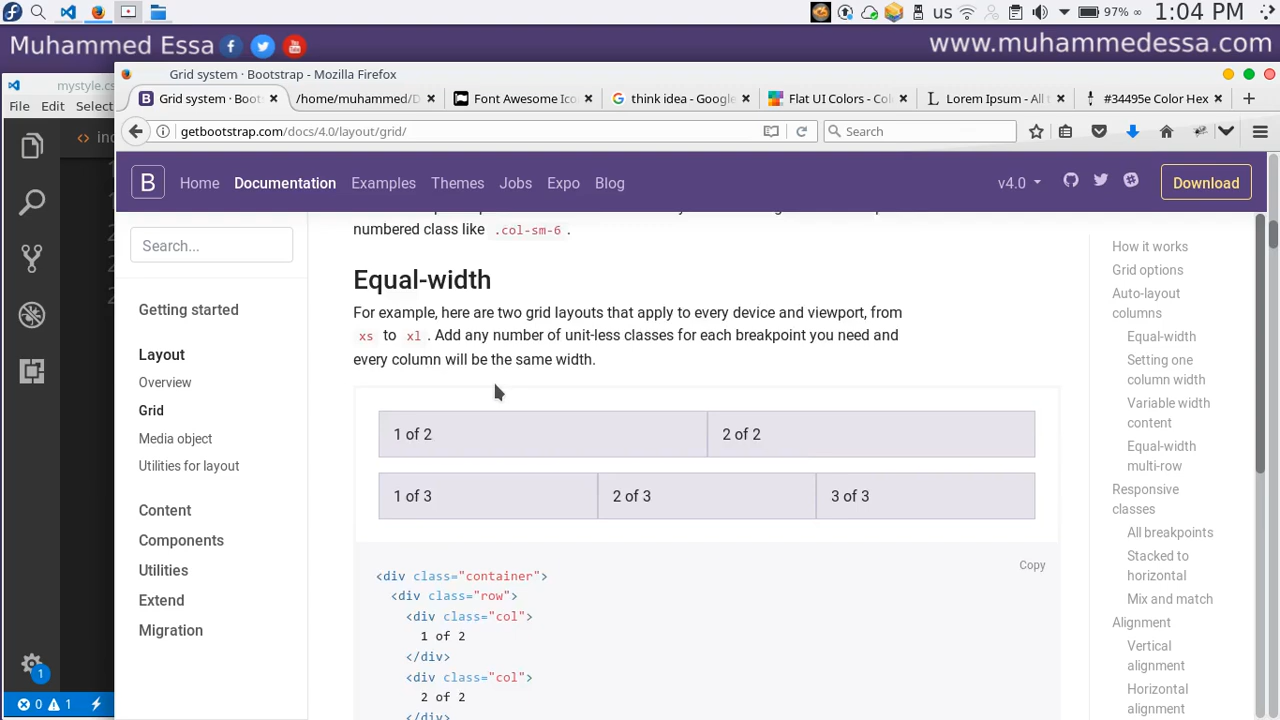 us
97%
1:04 PM
Muhammed Essa
www.muhammedessa.com
Grid system · Bootstrap - Mozilla Firefox
mystyle.cs
File Edit Select
Grid system · Boots
/home/muhammed/D
Font Awesome Ico
think idea - Google
Flat UI Colors - Col
Lorem Ipsum - All t
#34495e Color Hex
getbootstrap.com/docs/4.0/layout/grid/
Search
B
Home Documentation Examples Themes Jobs Expo Blog
v4.0
Download
numbered class like .col-sm-6 .
Search...
Getting started
Layout
Overview
Grid
Media object
Utilities for layout
Content
Components
Utilities
Extend
Migration
Equal-width
For example, here are two grid layouts that apply to every device and viewport, from
xs to xl . Add any number of unit-less classes for each breakpoint you need and
every column will be the same width.
1 of 2 2 of 2
1 of 3 2 of 3 3 of 3
Copy
<div class="container">
<div class="row">
<div class="col">
1 of 2
</div>
<div class="col">
2 of 2
</div>
How it works
Grid options
Auto-layout
columns
Equal-width
Setting one
column width
Variable width
content
Equal-width
multi-row
Responsive
classes
All breakpoints
Stacked to
horizontal
Mix and match
Alignment
Vertical
alignment
Horizontal
alignment
1
0 1